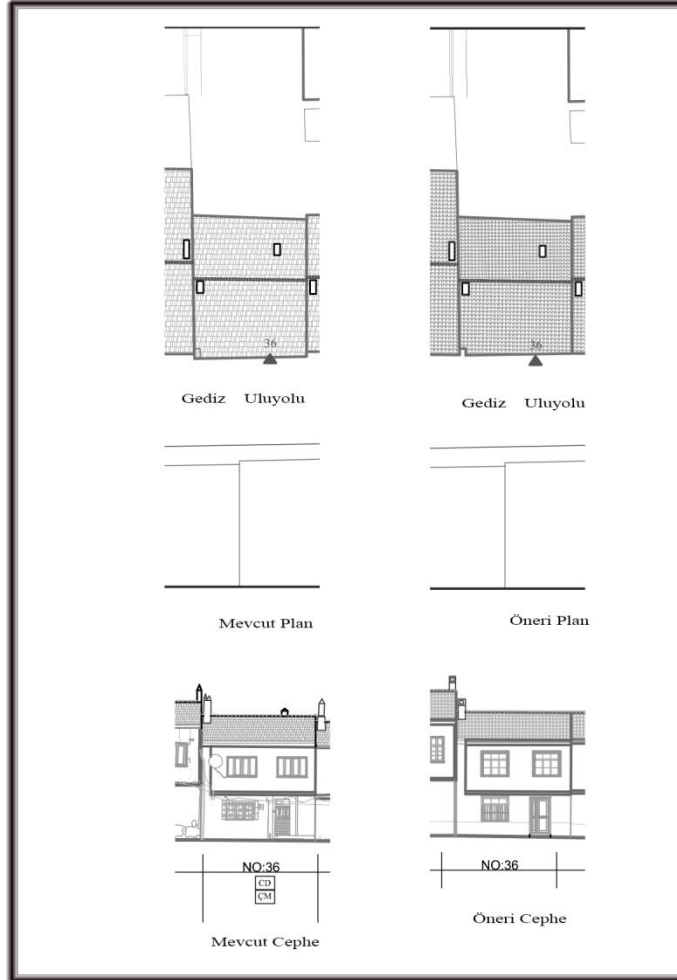 36
36
Gediz Uluyolu
Gediz Uluyolu
Mevcut Plan
Öneri Plan
NO:36
NO:36
CD
ÇM
Mevcut Cephe
Öneri Cephe